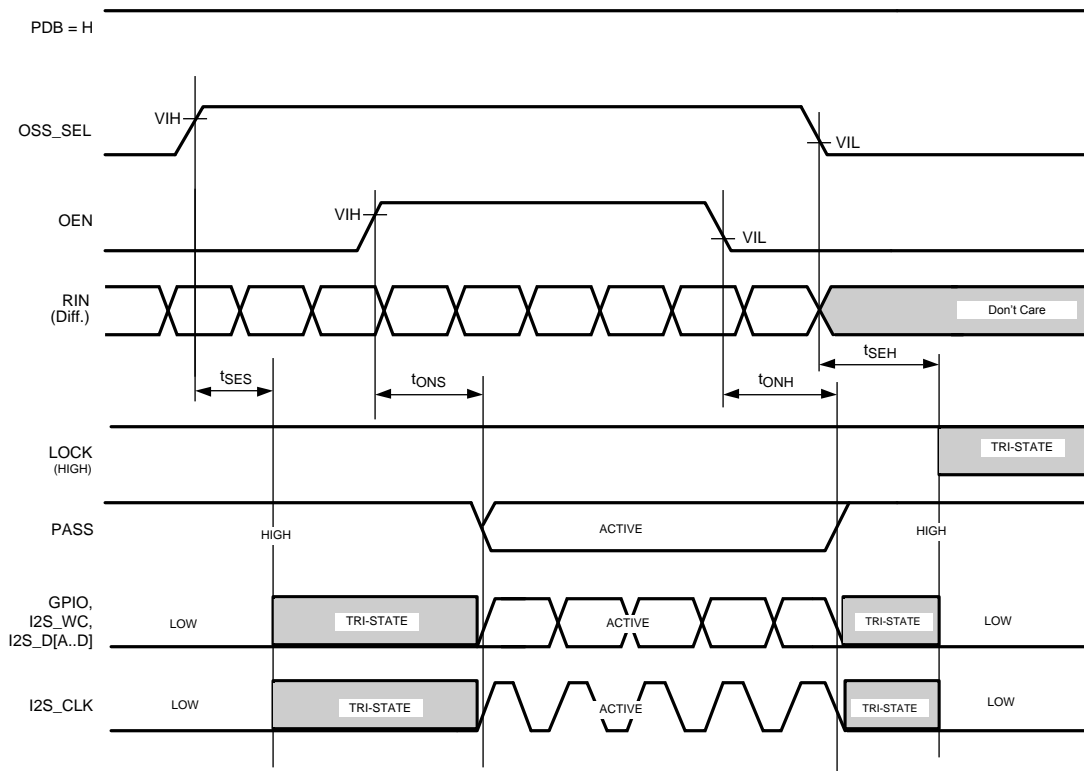 PDB = H
OSS_SEL
VIH
VIL
OEN
VIH
VIL
RIN
(Diff.)
Don't Care
tSES
tONS
tONH
tSEH
LOCK
(HIGH)
TRI-STATE
PASS
HIGH
ACTIVE
HIGH
GPIO,
I2S_WC,
I2S_D[A..D]
LOW
TRI-STATE
ACTIVE
TRI-STATE
LOW
I2S_CLK
LOW
TRI-STATE
ACTIVE
TRI-STATE
LOW